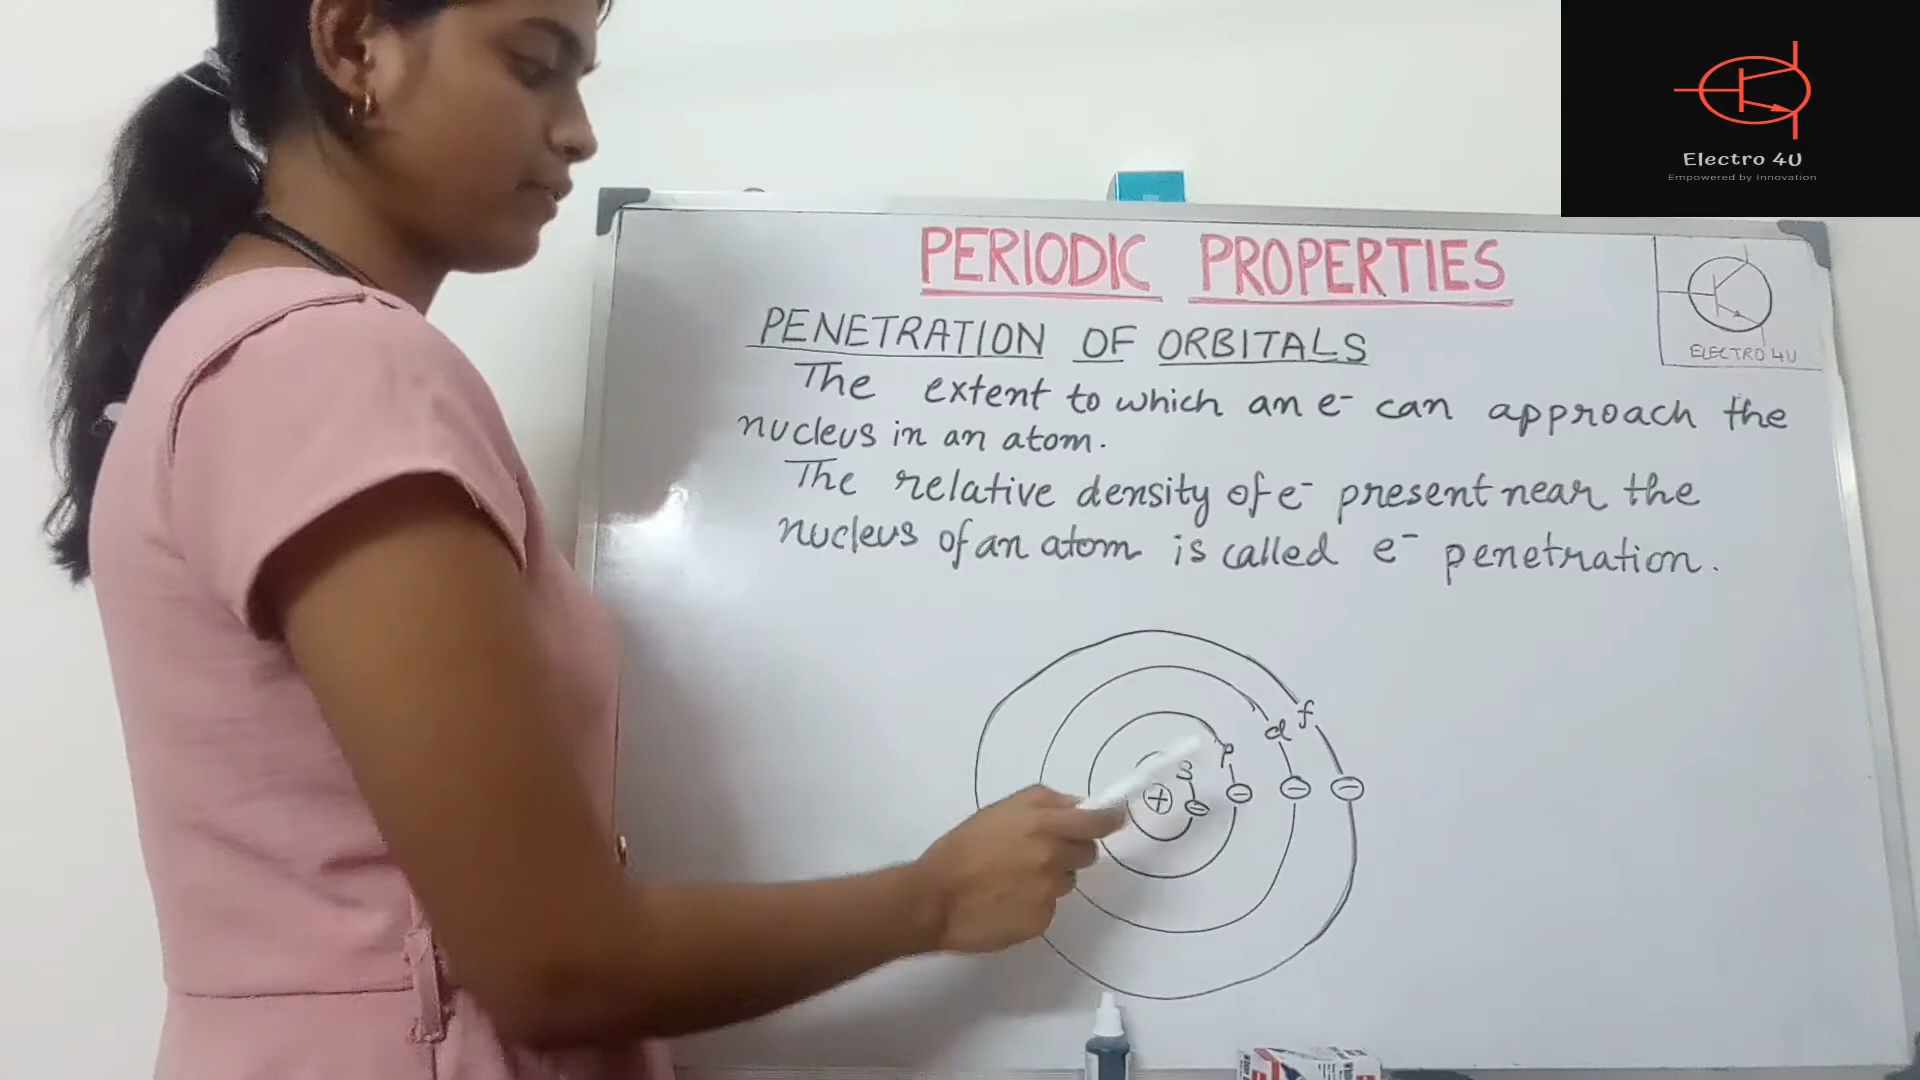 Electro 4U
Empowered by Innovation
PERIODIC PROPERTIES
ELECTRO 4U
PENETRATION OF ORBITALS
The extent to which an e⁻ can approach the
nucleus in an atom.
The relative density of e⁻ present near the
nucleus of an atom is called e⁻ penetration.
f
d
p
s
+ − − − −